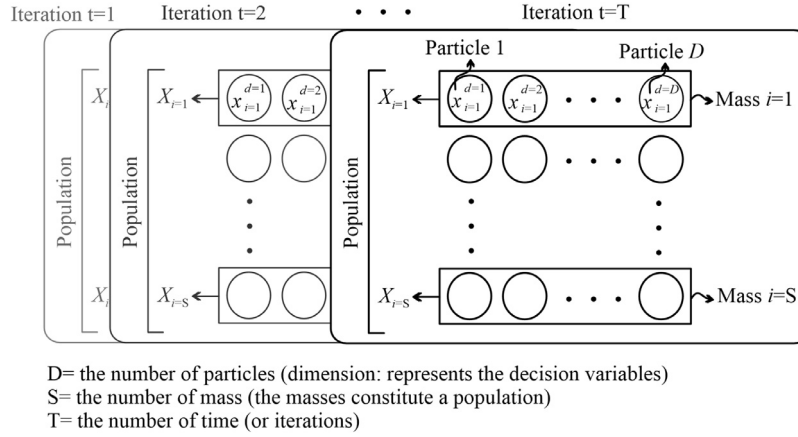 Iteration t=1 Iteration t=2 . . . Iteration t=T
Particle 1 Particle D
X_i X_{i=1} x_{i=1}^{d=1} x_{i=1}^{d=2} X_{i=1} x_{i=1}^{d=1} x_{i=1}^{d=2} . . . x_{i=1}^{d=D} Mass i=1
Population Population Population
X_i X_{i=S} X_{i=S} . . . Mass i=S
D= the number of particles (dimension: represents the decision variables)
S= the number of mass (the masses constitute a population)
T= the number of time (or iterations)